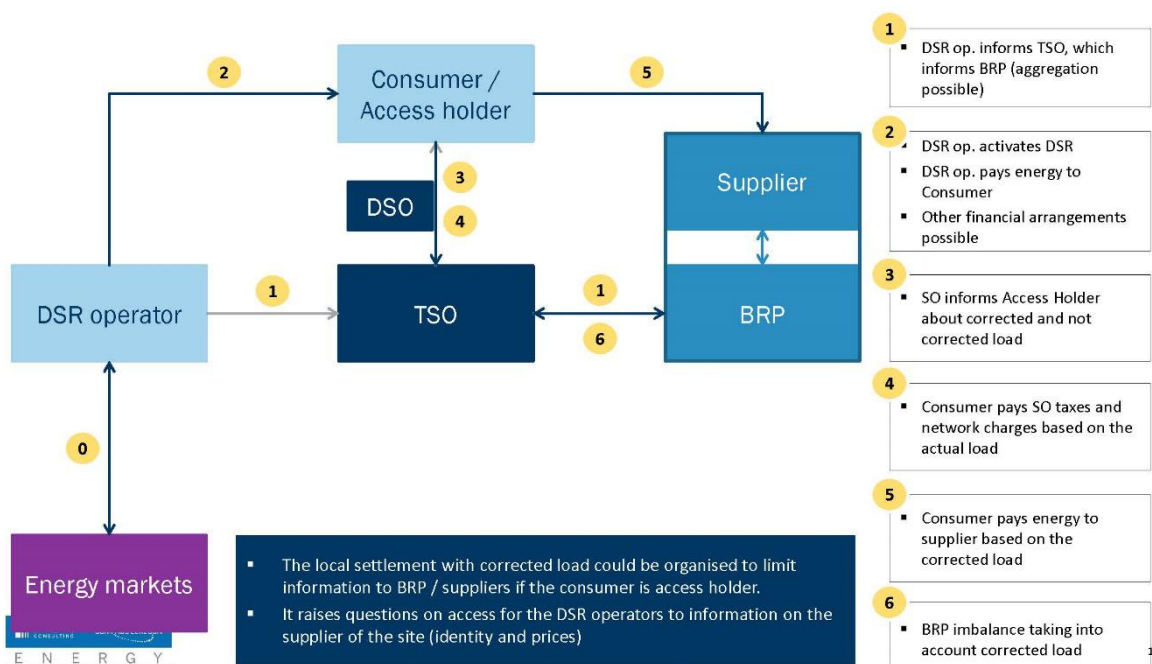 2
Consumer /
Access holder
5
1
DSR op. informs TSO, which
informs BRP (aggregation
possible)
2
DSR op. activates DSR
DSR op. pays energy to
Consumer
Other financial arrangements
possible
3
DSO
4
Supplier
DSR operator
1
TSO
1
6
BRP
3
SO informs Access Holder
about corrected and not
corrected load
4
Consumer pays SO taxes and
network charges based on the
actual load
0
5
Consumer pays energy to
supplier based on the
corrected load
Energy markets
The local settlement with corrected load could be organised to limit
information to BRP / suppliers if the consumer is access holder.
It raises questions on access for the DSR operators to information on the
supplier of the site (identity and prices)
6
BRP imbalance taking into
account corrected load
CONSULTING
E N E R G Y